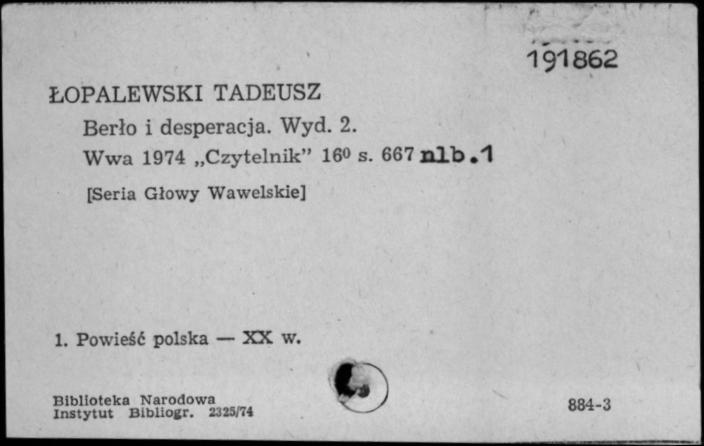 191862
ŁOPALEWSKI TADEUSZ
Berło i desperacja. Wyd. 2.
Wwa 1974 „Czytelnik” 16⁰ s. 667 nlb.1
[Seria Głowy Wawelskie]
1. Powieść polska — XX w.
Biblioteka Narodowa
Instytut Bibliogr. 2325/74
884-3